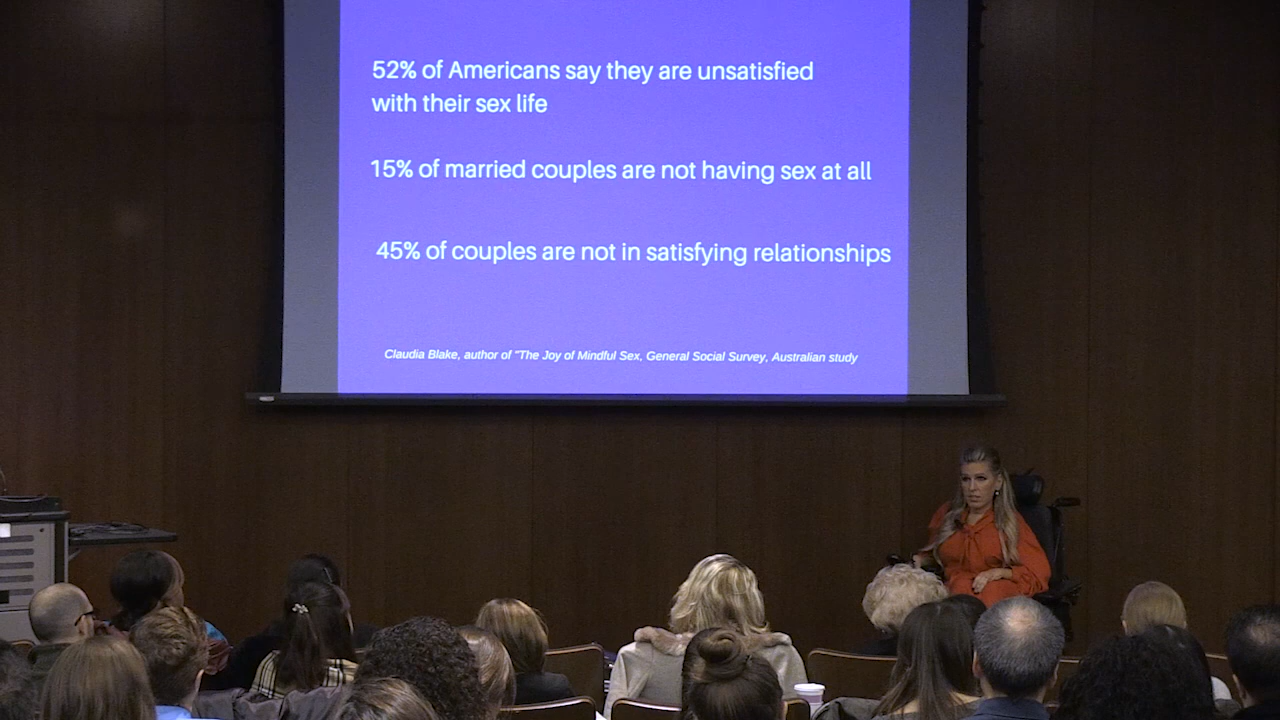 52% of Americans say they are unsatisfied
with their sex life
15% of married couples are not having sex at all
45% of couples are not in satisfying relationships
Claudia Blake, author of "The Joy of Mindful Sex, General Social Survey, Australian study